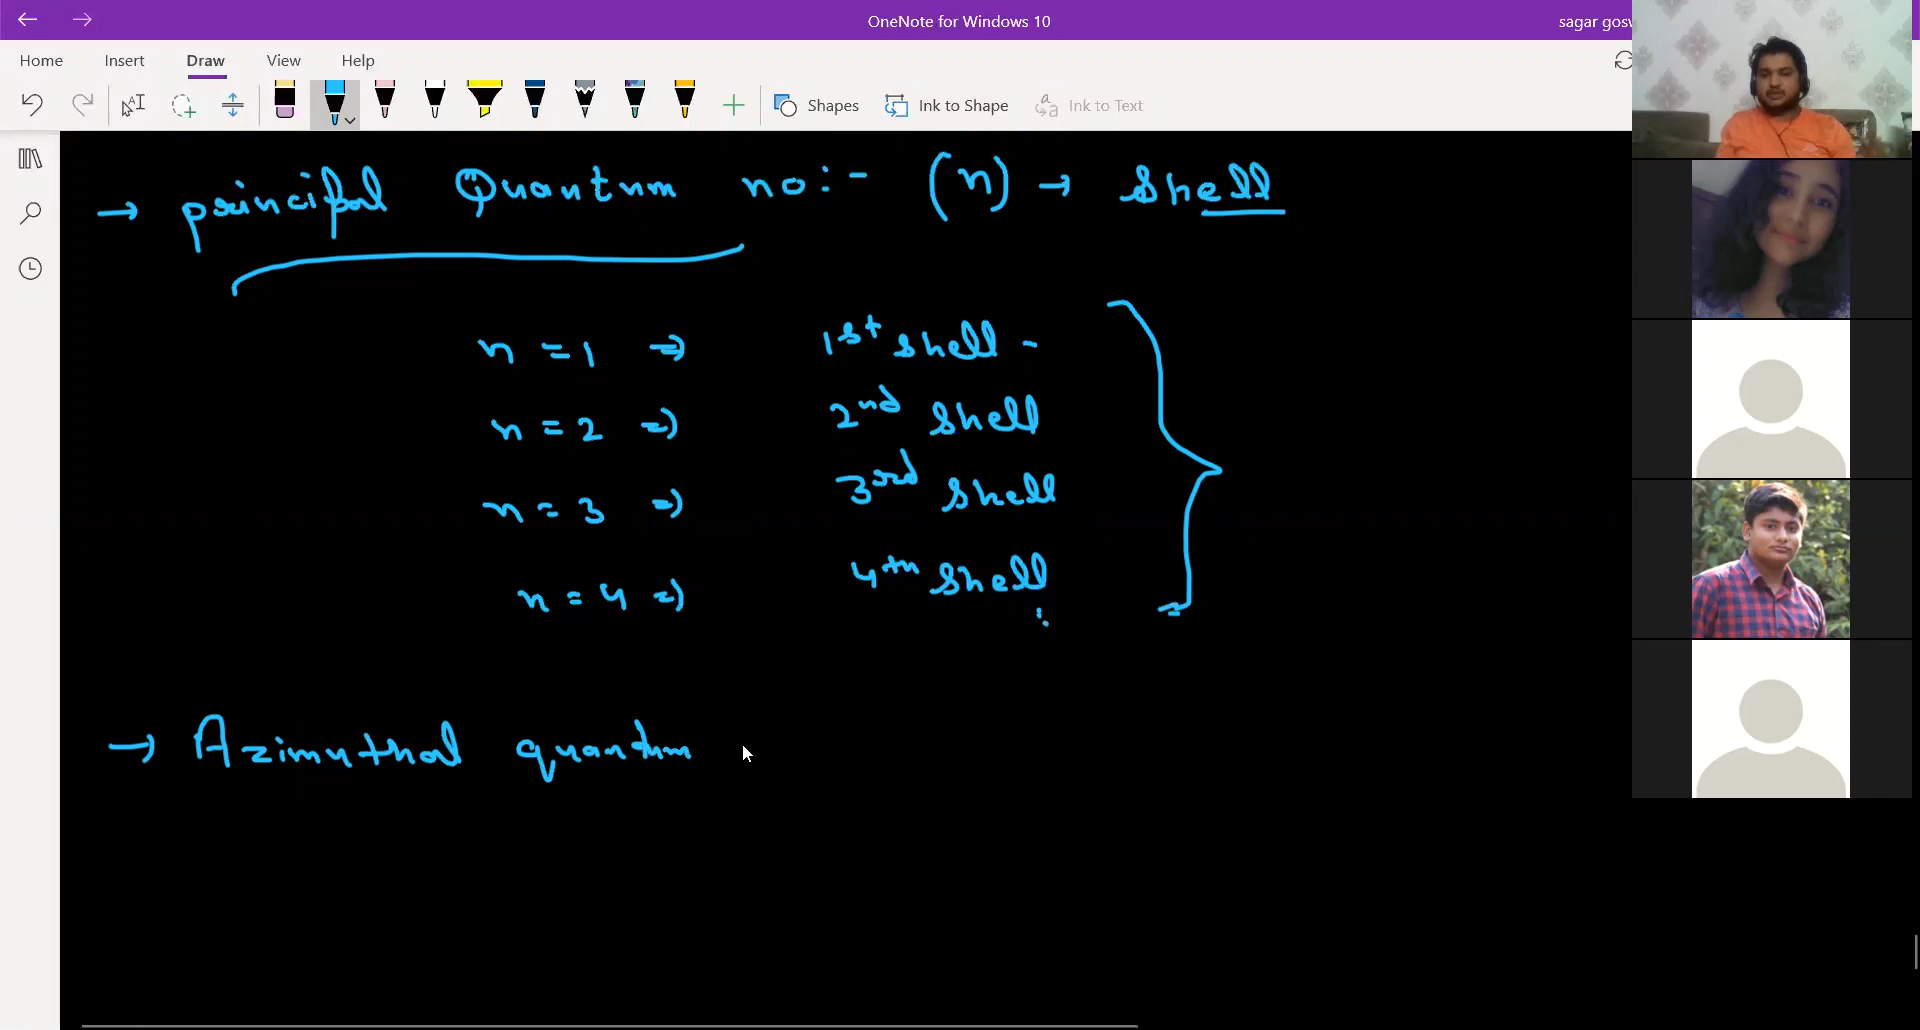 OneNote for Windows 10
sagar gosw
Home Insert Draw View Help
Shapes Ink to Shape Ink to Text
→ principal Quantum no:- (n) → Shell
n = 1 ⇒ 1st shell -
n = 2 ⇒ 2nd shell
n = 3 ⇒ 3rd shell
n = 4 ⇒ 4th shell
→ Azimuthal quantum